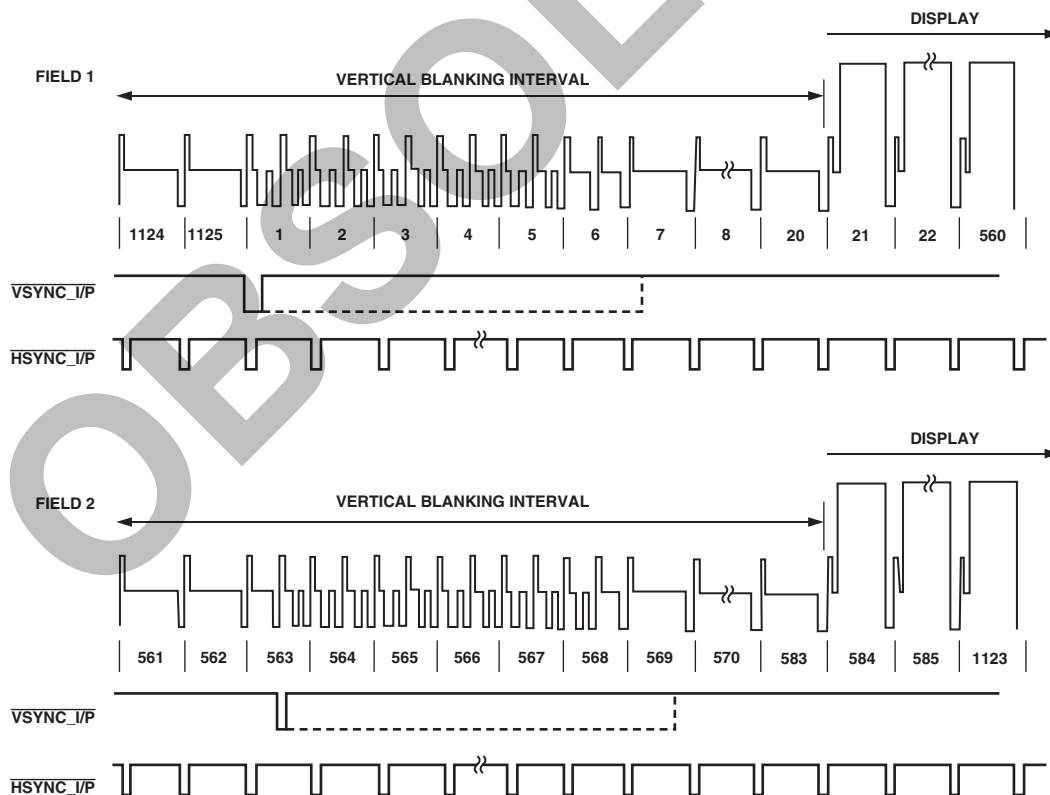 DISPLAY
FIELD 1
VERTICAL BLANKING INTERVAL
1124 1125 1 2 3 4 5 6 7 8 20 21 22 560
VSYNC_I/P
HSYNC_I/P
DISPLAY
FIELD 2
VERTICAL BLANKING INTERVAL
561 562 563 564 565 566 567 568 569 570 583 584 585 1123
VSYNC_I/P
HSYNC_I/P